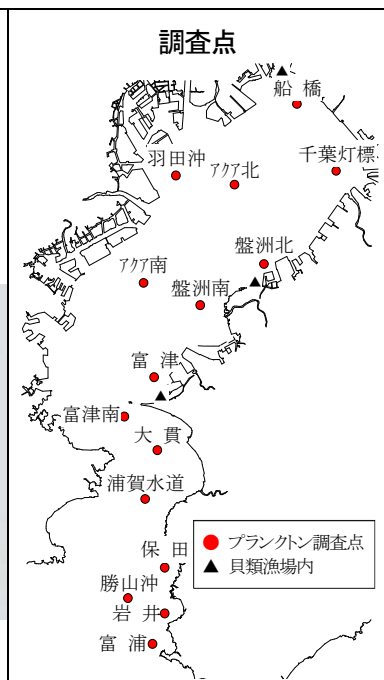 調査点
船橋
千葉灯標
羽田沖
アクア北
盤洲北
アクア南
盤洲南
富津
富津南
大貫
浦賀水道
保田
プランクトン調査点
貝類漁場内
勝山沖
岩井
富浦